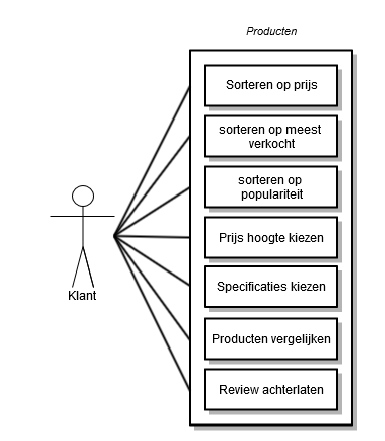 Producten
Sorteren op prijs
sorteren op meest
verkocht
sorteren op
populariteit
Prijs hoogte kiezen
Specificaties kiezen
Producten vergelijken
Review achterlaten
Klant